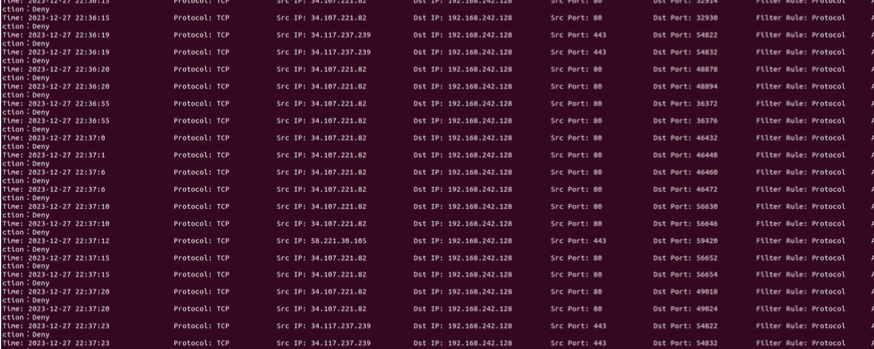 Time: 2023-12-27 22:36:15 Protocol: TCP Src IP: 34.107.221.82 Dst IP: 192.168.242.128 Src Port: 80 Dst Port: 32914 Filter Rule: Protocol A
ction：Deny
Time: 2023-12-27 22:36:15 Protocol: TCP Src IP: 34.107.221.82 Dst IP: 192.168.242.128 Src Port: 80 Dst Port: 32930 Filter Rule: Protocol A
ction：Deny
Time: 2023-12-27 22:36:19 Protocol: TCP Src IP: 34.117.237.239 Dst IP: 192.168.242.128 Src Port: 443 Dst Port: 54822 Filter Rule: Protocol A
ction：Deny
Time: 2023-12-27 22:36:19 Protocol: TCP Src IP: 34.117.237.239 Dst IP: 192.168.242.128 Src Port: 443 Dst Port: 54832 Filter Rule: Protocol A
ction：Deny
Time: 2023-12-27 22:36:20 Protocol: TCP Src IP: 34.107.221.82 Dst IP: 192.168.242.128 Src Port: 80 Dst Port: 48878 Filter Rule: Protocol A
ction：Deny
Time: 2023-12-27 22:36:20 Protocol: TCP Src IP: 34.107.221.82 Dst IP: 192.168.242.128 Src Port: 80 Dst Port: 48894 Filter Rule: Protocol A
ction：Deny
Time: 2023-12-27 22:36:55 Protocol: TCP Src IP: 34.107.221.82 Dst IP: 192.168.242.128 Src Port: 80 Dst Port: 36372 Filter Rule: Protocol A
ction：Deny
Time: 2023-12-27 22:36:55 Protocol: TCP Src IP: 34.107.221.82 Dst IP: 192.168.242.128 Src Port: 80 Dst Port: 36376 Filter Rule: Protocol A
ction：Deny
Time: 2023-12-27 22:37:0 Protocol: TCP Src IP: 34.107.221.82 Dst IP: 192.168.242.128 Src Port: 80 Dst Port: 46432 Filter Rule: Protocol A
ction：Deny
Time: 2023-12-27 22:37:1 Protocol: TCP Src IP: 34.107.221.82 Dst IP: 192.168.242.128 Src Port: 80 Dst Port: 46448 Filter Rule: Protocol A
ction：Deny
Time: 2023-12-27 22:37:6 Protocol: TCP Src IP: 34.107.221.82 Dst IP: 192.168.242.128 Src Port: 80 Dst Port: 46460 Filter Rule: Protocol A
ction：Deny
Time: 2023-12-27 22:37:6 Protocol: TCP Src IP: 34.107.221.82 Dst IP: 192.168.242.128 Src Port: 80 Dst Port: 46472 Filter Rule: Protocol A
ction：Deny
Time: 2023-12-27 22:37:10 Protocol: TCP Src IP: 34.107.221.82 Dst IP: 192.168.242.128 Src Port: 80 Dst Port: 56630 Filter Rule: Protocol A
ction：Deny
Time: 2023-12-27 22:37:10 Protocol: TCP Src IP: 34.107.221.82 Dst IP: 192.168.242.128 Src Port: 80 Dst Port: 56646 Filter Rule: Protocol A
ction：Deny
Time: 2023-12-27 22:37:12 Protocol: TCP Src IP: 58.221.30.105 Dst IP: 192.168.242.128 Src Port: 443 Dst Port: 59420 Filter Rule: Protocol A
ction：Deny
Time: 2023-12-27 22:37:15 Protocol: TCP Src IP: 34.107.221.82 Dst IP: 192.168.242.128 Src Port: 80 Dst Port: 56652 Filter Rule: Protocol A
ction：Deny
Time: 2023-12-27 22:37:15 Protocol: TCP Src IP: 34.107.221.82 Dst IP: 192.168.242.128 Src Port: 80 Dst Port: 56654 Filter Rule: Protocol A
ction：Deny
Time: 2023-12-27 22:37:20 Protocol: TCP Src IP: 34.107.221.82 Dst IP: 192.168.242.128 Src Port: 80 Dst Port: 49018 Filter Rule: Protocol A
ction：Deny
Time: 2023-12-27 22:37:20 Protocol: TCP Src IP: 34.107.221.82 Dst IP: 192.168.242.128 Src Port: 80 Dst Port: 49024 Filter Rule: Protocol A
ction：Deny
Time: 2023-12-27 22:37:23 Protocol: TCP Src IP: 34.117.237.239 Dst IP: 192.168.242.128 Src Port: 443 Dst Port: 54822 Filter Rule: Protocol A
ction：Deny
Time: 2023-12-27 22:37:23 Protocol: TCP Src IP: 34.117.237.239 Dst IP: 192.168.242.128 Src Port: 443 Dst Port: 54832 Filter Rule: Protocol A